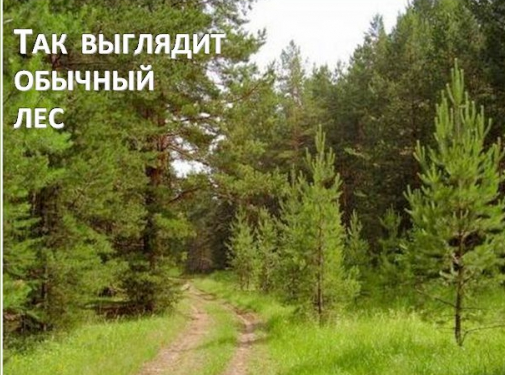 Так выглядит
обычный
лес